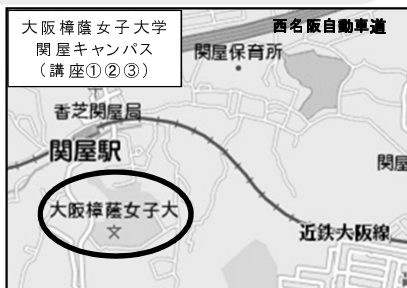 大阪樟蔭女子大学
関屋キャンパス
（講座①②③）
西名阪自動車道
関屋保育所
香芝関屋局
関屋駅
関屋
大阪樟蔭女子大
文
近鉄大阪線